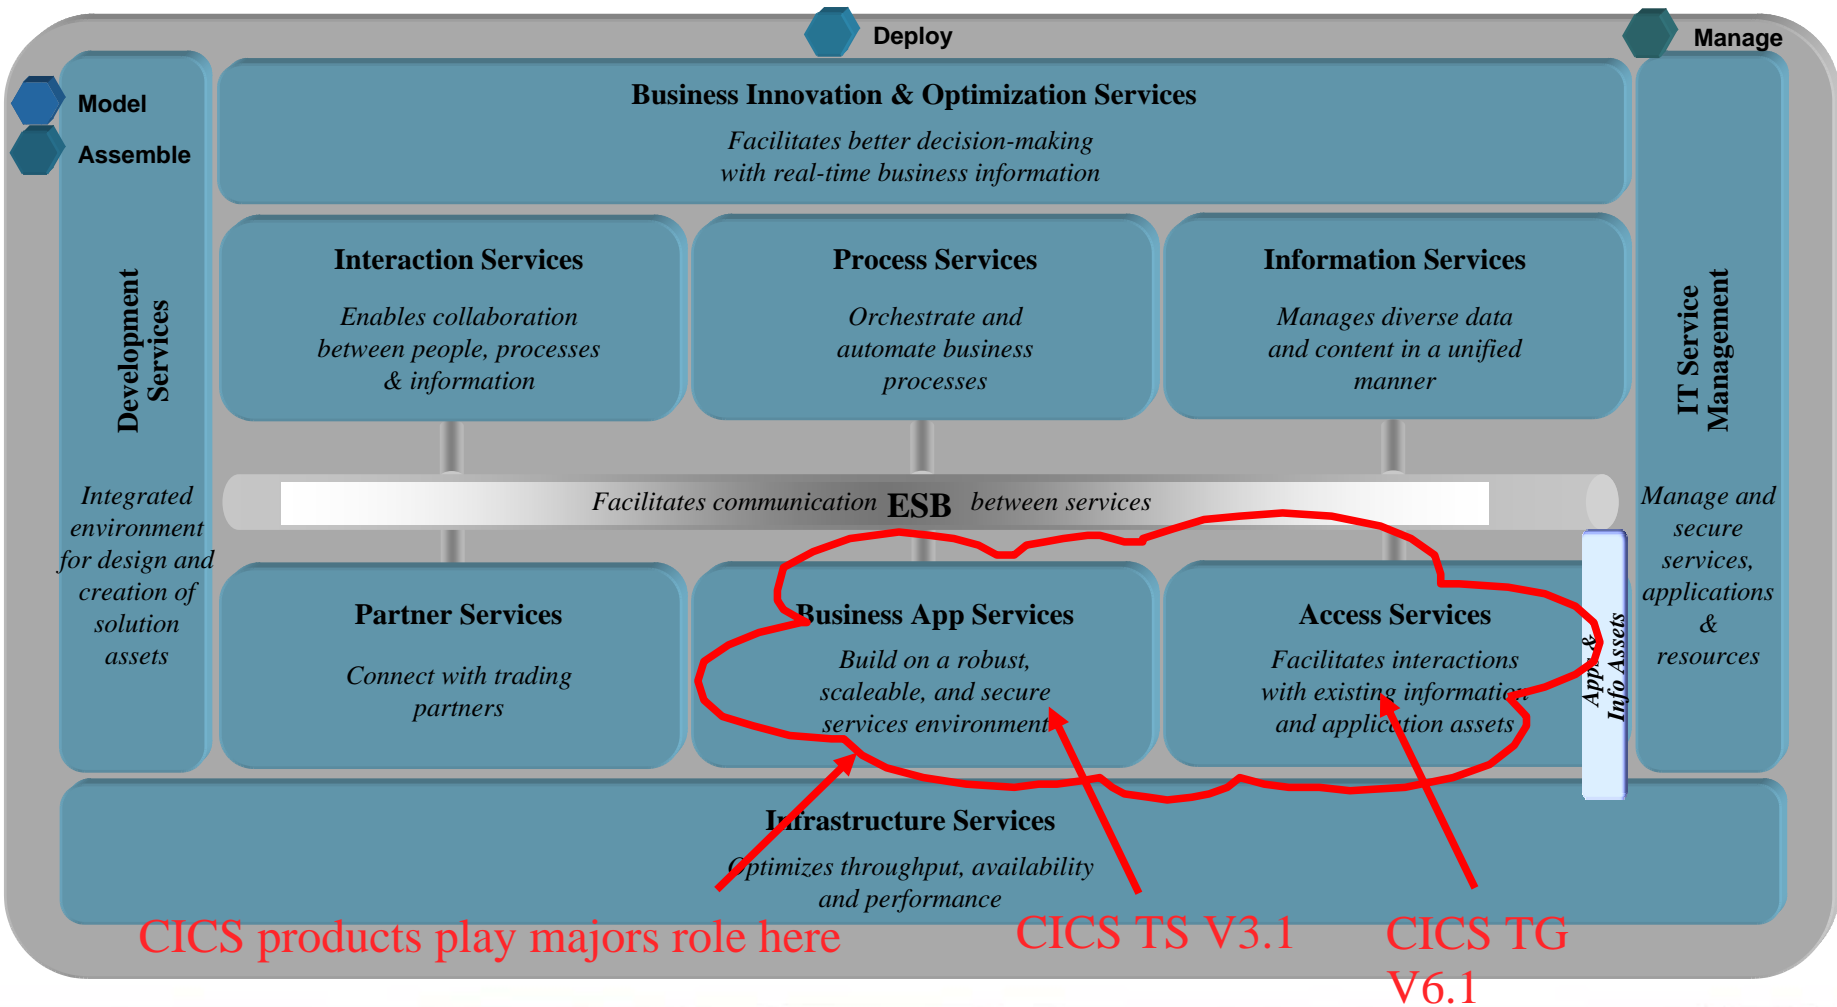 Deploy
Manage
Model
Assemble
Business Innovation & Optimization Services
Facilitates better decision-making
with real-time business information
Development
Services
Integrated
environment
for design and
creation of
solution
assets
Interaction Services
Enables collaboration
between people, processes
& information
Process Services
Orchestrate and
automate business
processes
Information Services
Manages diverse data
and content in a unified
manner
IT Service
Management
Manage and
secure
services,
applications
&
resources
Facilitates communication ESB between services
Partner Services
Connect with trading
partners
Business App Services
Build on a robust,
scaleable, and secure
services environment
Access Services
Facilitates interactions
with existing information
and application assets
Apps &
Info Assets
Infrastructure Services
Optimizes throughput, availability
and performance
CICS products play majors role here
CICS TS V3.1
CICS TG
V6.1